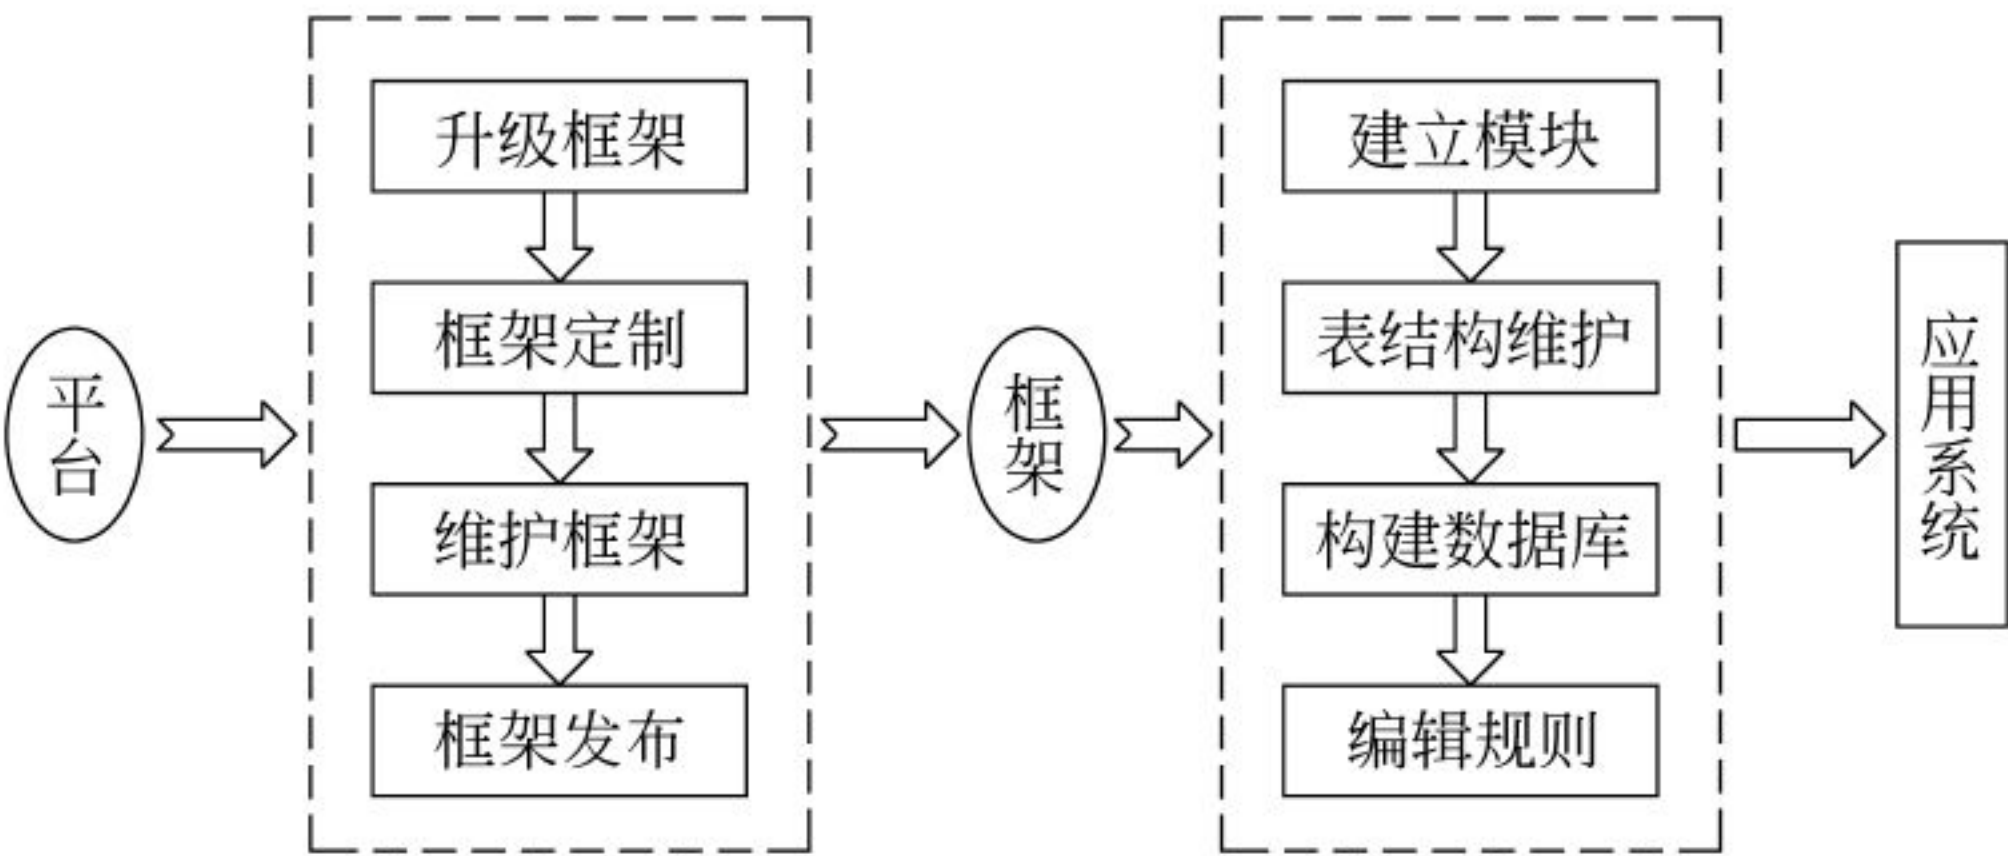 平台
升级框架
框架定制
维护框架
框架发布
框架
建立模块
表结构维护
构建数据库
编辑规则
应用系统